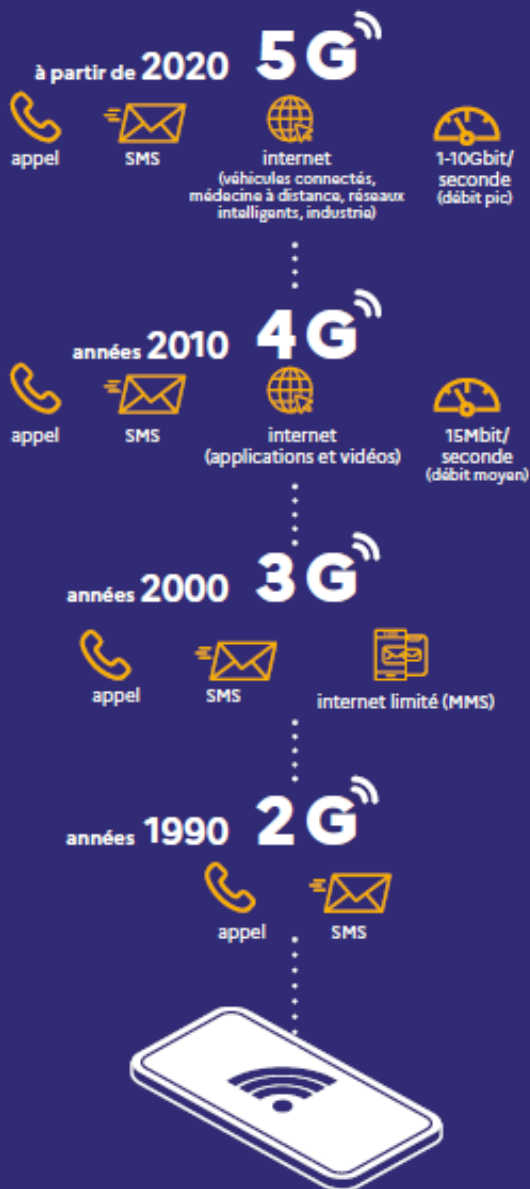 à partir de 2020 5G
appel
SMS
internet
(véhicules connectés,
médecine à distance, réseaux
intelligents, industrie)
1-10Gbit/
seconde
(débit pic)
années 2010 4G
appel
SMS
internet
(applications et vidéos)
15Mbit/
seconde
(débit moyen)
années 2000 3G
appel
SMS
internet limité (MMS)
années 1990 2G
appel
SMS